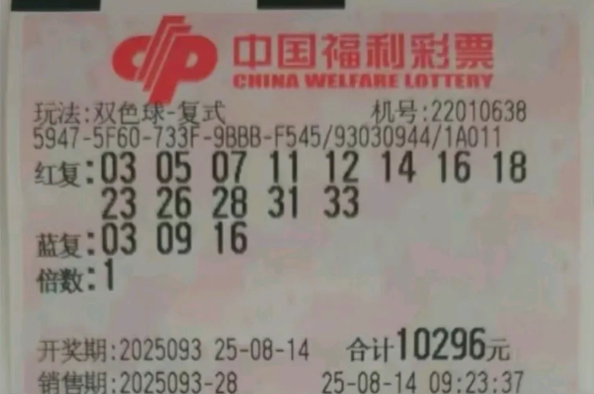 中国福利彩票
CHINA WELFARE LOTTERY
玩法:双色球-复式 机号:22010638
5947-5F60-733F-9BBB-F545/93030944/1A011
红复:03 05 07 11 12 14 16 18
23 26 28 31 33
蓝复:03 09 16
倍数:1
开奖期:2025093 25-08-14 合计10296元
销售期:2025093-28 25-08-14 09:23:37